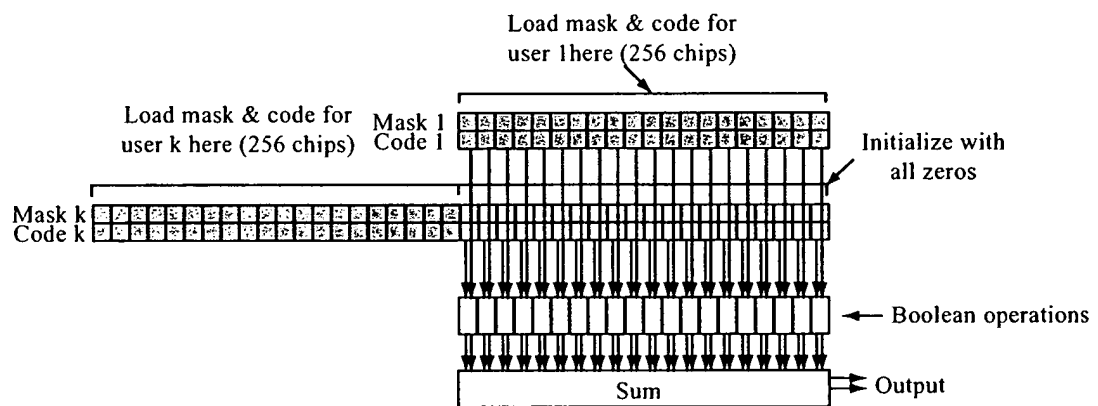 Load mask & code for
user 1here (256 chips)
Load mask & code for
user k here (256 chips)
Mask 1
Code 1
Initialize with
all zeros
Mask k
Code k
Boolean operations
Sum
Output